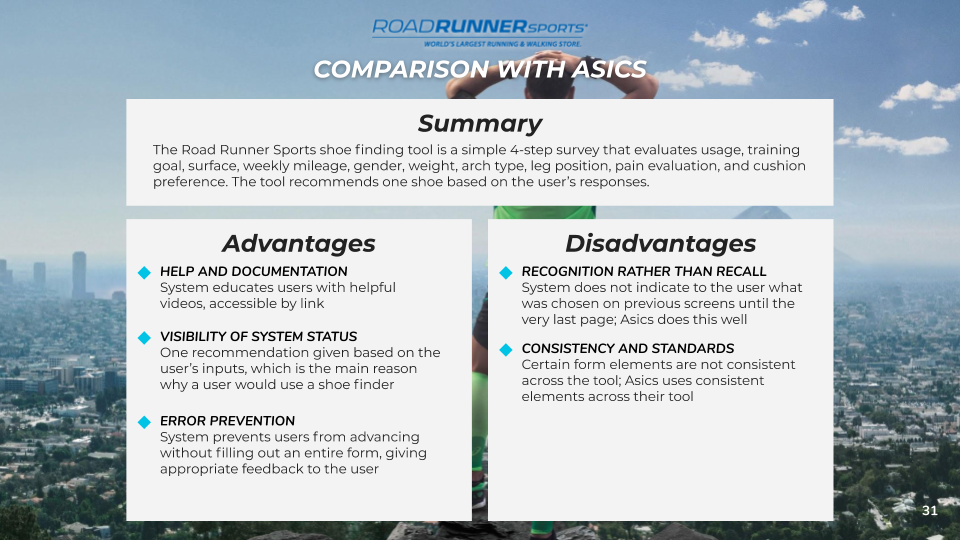 ROADRUNNERSPORTS
WORLD'S LARGEST RUNNING & WALKING STORE.
COMPARISON WITH ASICS
Summary
The Road Runner Sports shoe finding tool is a simple 4-step survey that evaluates usage, training
goal, surface, weekly mileage, gender, weight, arch type, leg position, pain evaluation, and cushion
preference. The tool recommends one shoe based on the user's responses.
Advantages
HELP AND DOCUMENTATION
System educates users with helpful
videos, accessible by link
VISIBILITY OF SYSTEM STATUS
One recommendation given based on the
user's inputs, which is the main reason
why a user would use a shoe finder
ERROR PREVENTION
System prevents users from advancing
without filling out an entire form, giving
appropriate feedback to the user
Disadvantages
RECOGNITION RATHER THAN RECALL
System does not indicate to the user what
was chosen on previous screens until the
very last page; Asics does this well
CONSISTENCY AND STANDARDS
Certain form elements are not consistent
across the tool; Asics uses consistent
elements across their tool
31